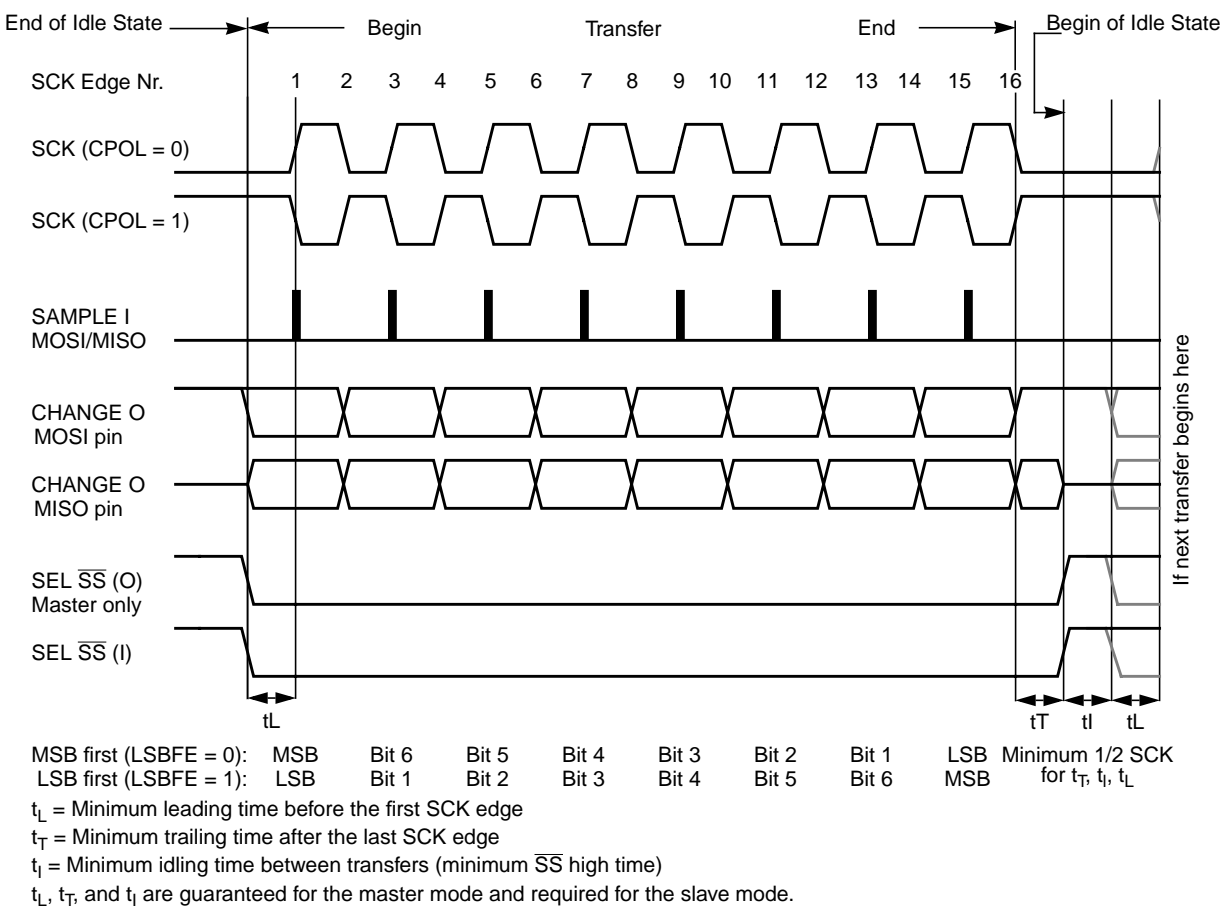 End of Idle State Begin Transfer End Begin of Idle State
SCK Edge Nr. 1 2 3 4 5 6 7 8 9 10 11 12 13 14 15 16
SCK (CPOL = 0)
SCK (CPOL = 1)
SAMPLE I
MOSI/MISO
CHANGE O
MOSI pin
CHANGE O
MISO pin
SEL SS (O)
Master only
SEL SS (I)
If next transfer begins here
tL tT tI tL
MSB first (LSBFE = 0): MSB Bit 6 Bit 5 Bit 4 Bit 3 Bit 2 Bit 1 LSB Minimum 1/2 SCK
LSB first (LSBFE = 1): LSB Bit 1 Bit 2 Bit 3 Bit 4 Bit 5 Bit 6 MSB for tT, tI, tL
tL = Minimum leading time before the first SCK edge
tT = Minimum trailing time after the last SCK edge
tI = Minimum idling time between transfers (minimum SS high time)
tL, tT, and tI are guaranteed for the master mode and required for the slave mode.